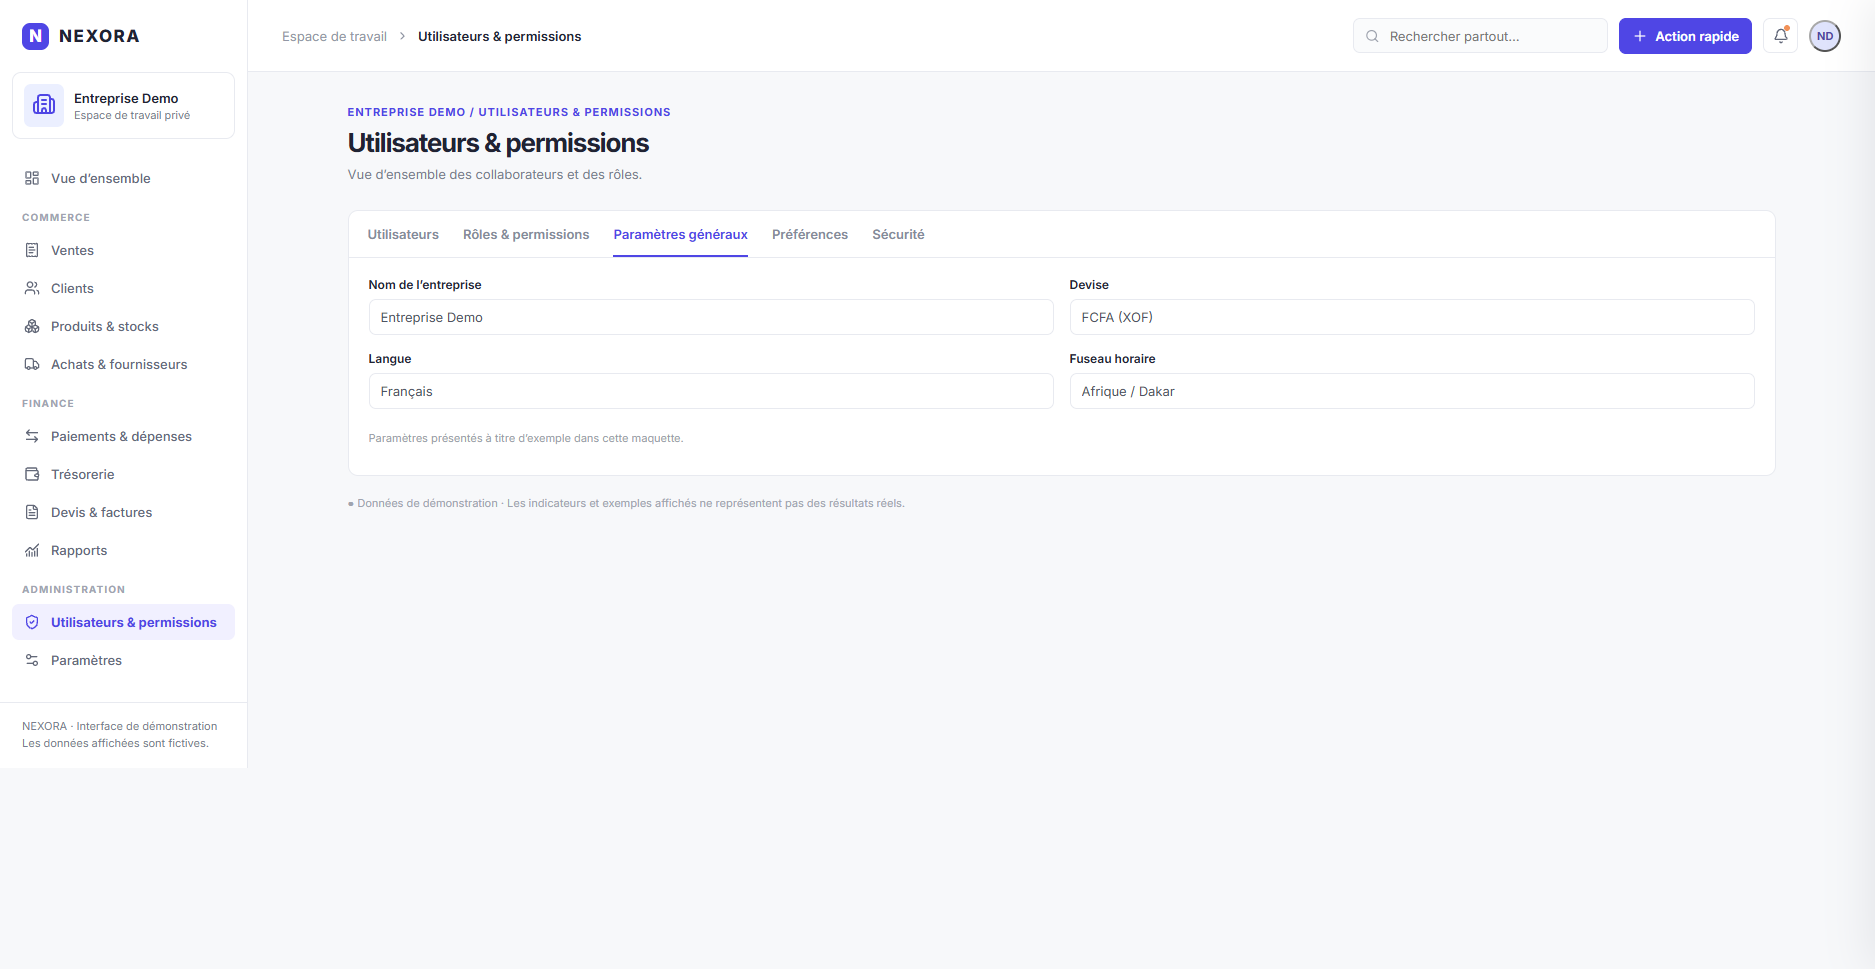 N NEXORA
Entreprise Demo
Espace de travail privé
Vue d’ensemble
COMMERCE
Ventes
Clients
Produits & stocks
Achats & fournisseurs
FINANCE
Paiements & dépenses
Trésorerie
Devis & factures
Rapports
ADMINISTRATION
Utilisateurs & permissions
Paramètres
NEXORA · Interface de démonstration
Les données affichées sont fictives.
Espace de travail > Utilisateurs & permissions
Rechercher partout...
+ Action rapide
ND
ENTREPRISE DEMO / UTILISATEURS & PERMISSIONS
Utilisateurs & permissions
Vue d’ensemble des collaborateurs et des rôles.
Utilisateurs Rôles & permissions Paramètres généraux Préférences Sécurité
Nom de l’entreprise
Entreprise Demo
Devise
FCFA (XOF)
Langue
Français
Fuseau horaire
Afrique / Dakar
Paramètres présentés à titre d’exemple dans cette maquette.
Données de démonstration · Les indicateurs et exemples affichés ne représentent pas des résultats réels.